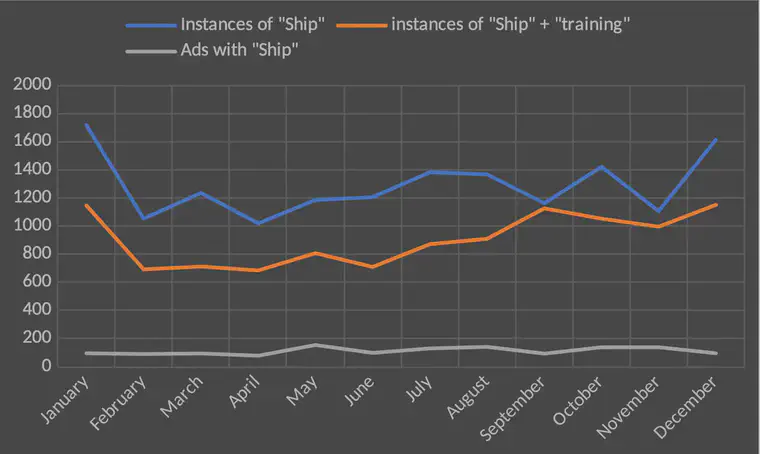 Instances of "Ship" instances of "Ship" + "training"
Ads with "Ship"
2000
1800
1600
1400
1200
1000
800
600
400
200
0
January
February
March
April
May
June
July
August
September
October
November
December